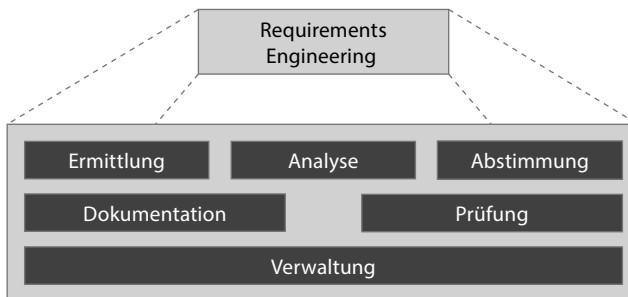 Requirements
Engineering
Ermittlung
Analyse
Abstimmung
Dokumentation
Prüfung
Verwaltung